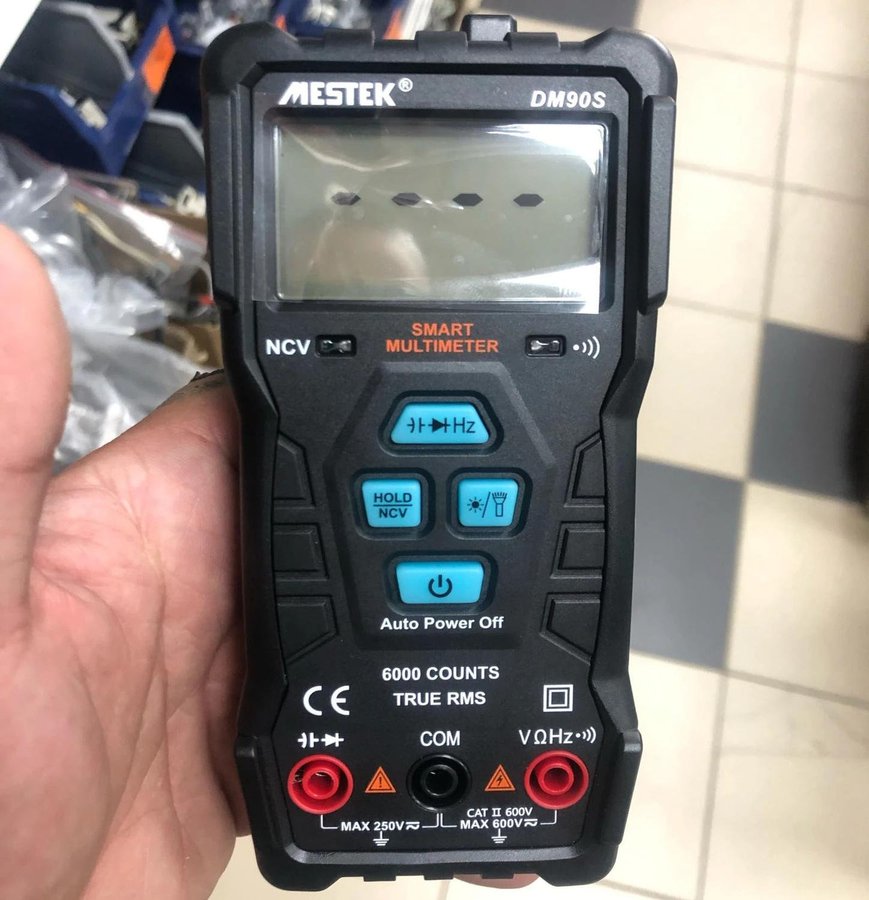 MESTEK®
DM90S
- - - -
NCV
SMART
MULTIMETER
Hz
HOLD
NCV
/
Auto Power Off
6000 COUNTS
TRUE RMS
CE
COM
VΩHz
MAX 250V
CAT II 600V
MAX 600V